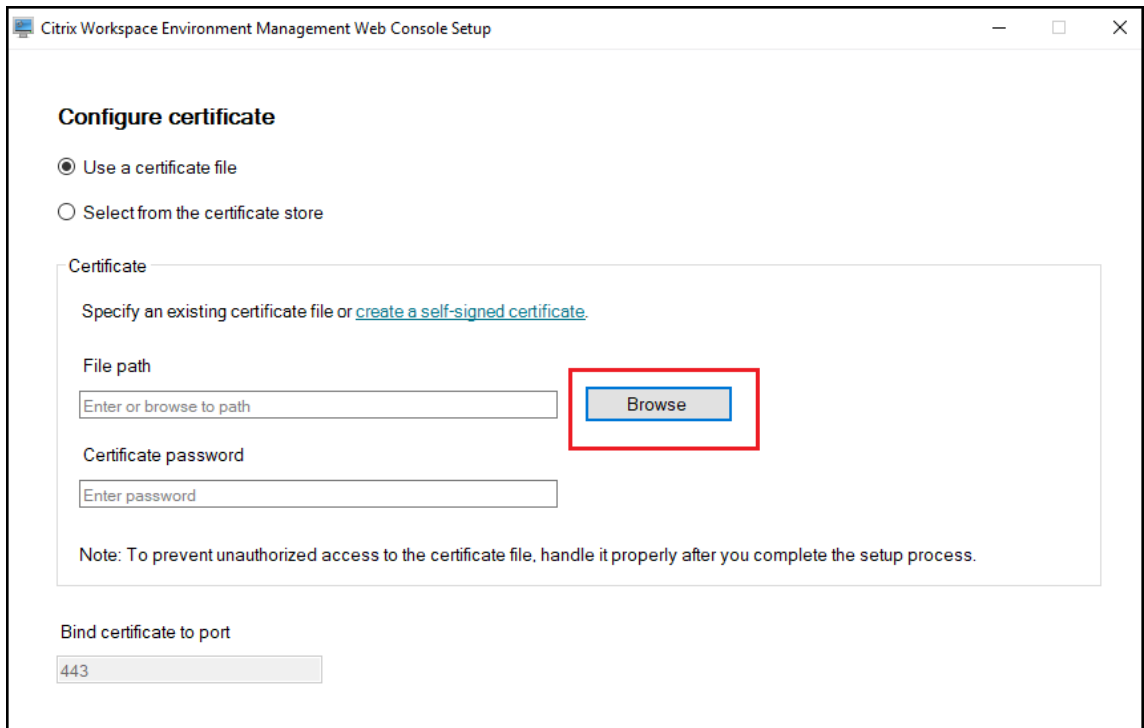 Citrix Workspace Environment Management Web Console Setup
Configure certificate
Use a certificate file
Select from the certificate store
Certificate
Specify an existing certificate file or create a self-signed certificate.
File path
Enter or browse to path
Browse
Certificate password
Enter password
Note: To prevent unauthorized access to the certificate file, handle it properly after you complete the setup process.
Bind certificate to port
443